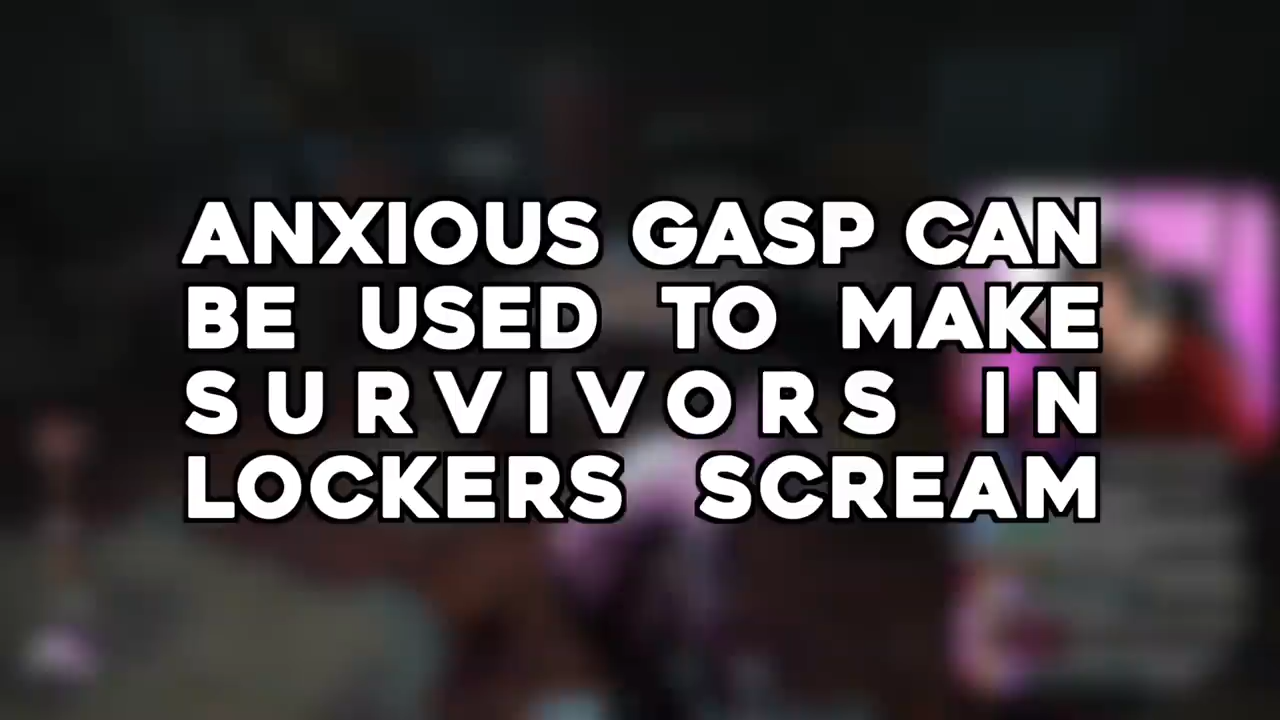 ANXIOUS GASP CAN
BE USED TO MAKE
SURVIVORS IN
LOCKERS SCREAM